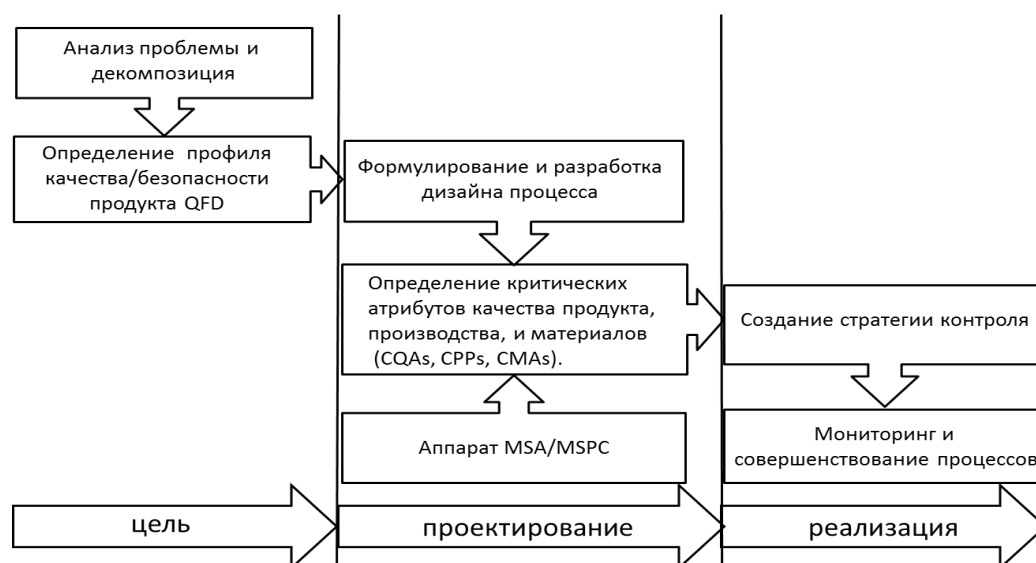 Анализ проблемы и
декомпозиция
Определение профиля
качества/безопасности
продукта QFD
Формулирование и разработка
дизайна процесса
Определение критических
атрибутов качества продукта,
производства, и материалов
(CQAs, CPPs, CMAs).
Аппарат MSA/MSPC
Создание стратегии контроля
Мониторинг и
совершенствование процессов
цель
проектирование
реализация